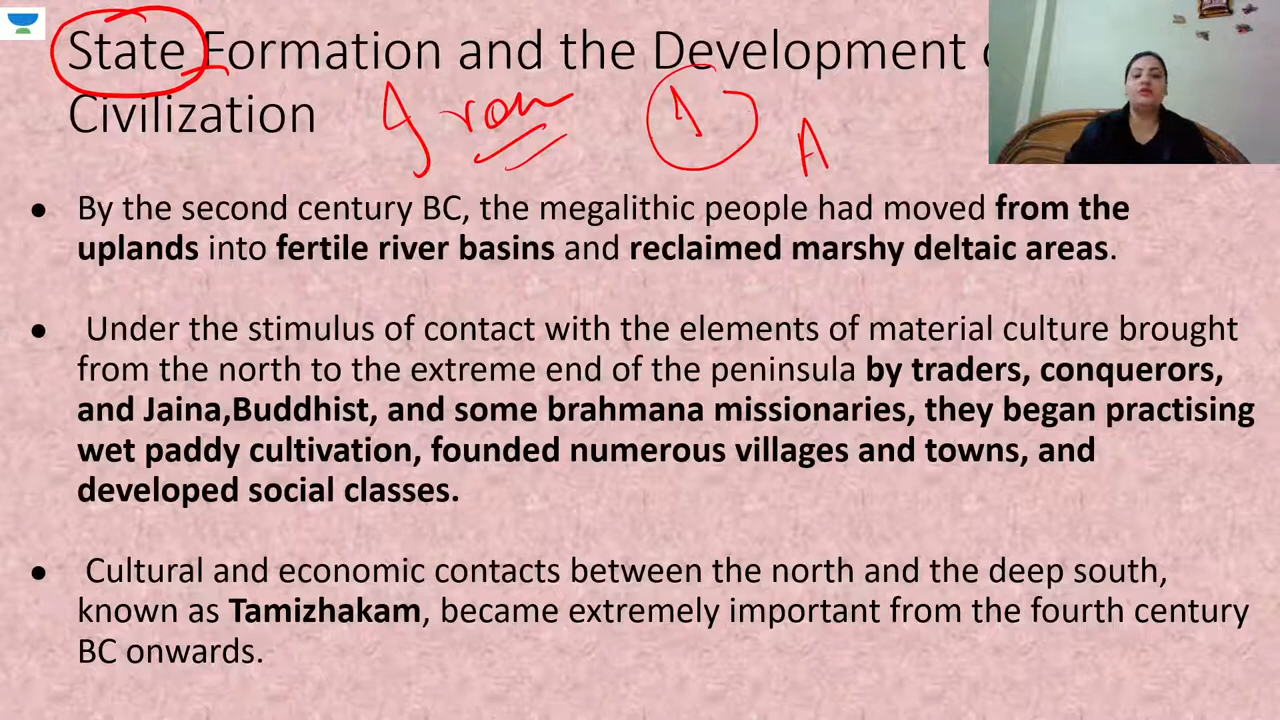 State Formation and the Development
Civilization
Iron
1
A
● By the second century BC, the megalithic people had moved from the
uplands into fertile river basins and reclaimed marshy deltaic areas.
● Under the stimulus of contact with the elements of material culture brought
from the north to the extreme end of the peninsula by traders, conquerors,
and Jaina,Buddhist, and some brahmana missionaries, they began practising
wet paddy cultivation, founded numerous villages and towns, and
developed social classes.
● Cultural and economic contacts between the north and the deep south,
known as Tamizhakam, became extremely important from the fourth century
BC onwards.